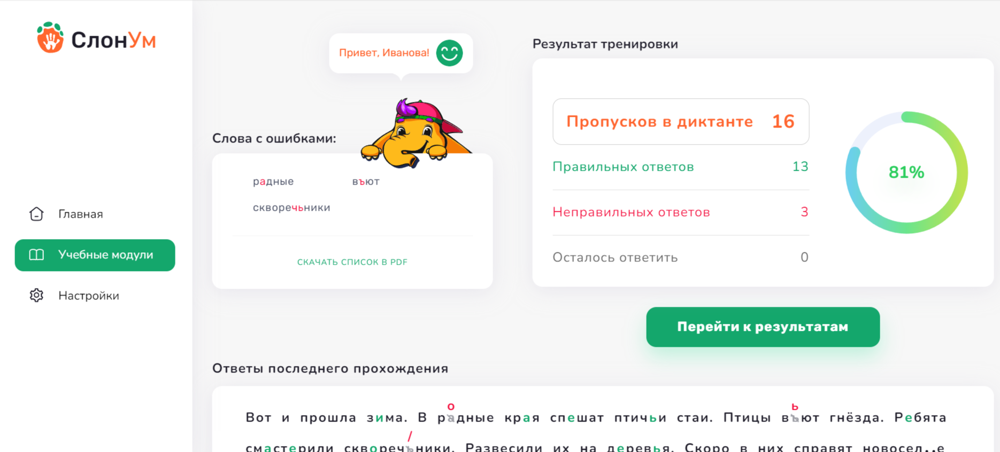 СлонУм
Главная
Учебные модули
Настройки
Привет, Иванова!
Слова с ошибками:
радные въют
скворечьники
СКАЧАТЬ СПИСОК В PDF
Результат тренировки
Пропусков в диктанте 16
Правильных ответов 13
Неправильных ответов 3
Осталось ответить 0
81%
Перейти к результатам
Ответы последнего прохождения
о ь
Вот и прошла зима. В радные края спешат птичьи стаи. Птицы въют гнёзда. Ребята
/
смастерили скворечьники. Развесили их на деревья. Скоро в них справят новосел..е